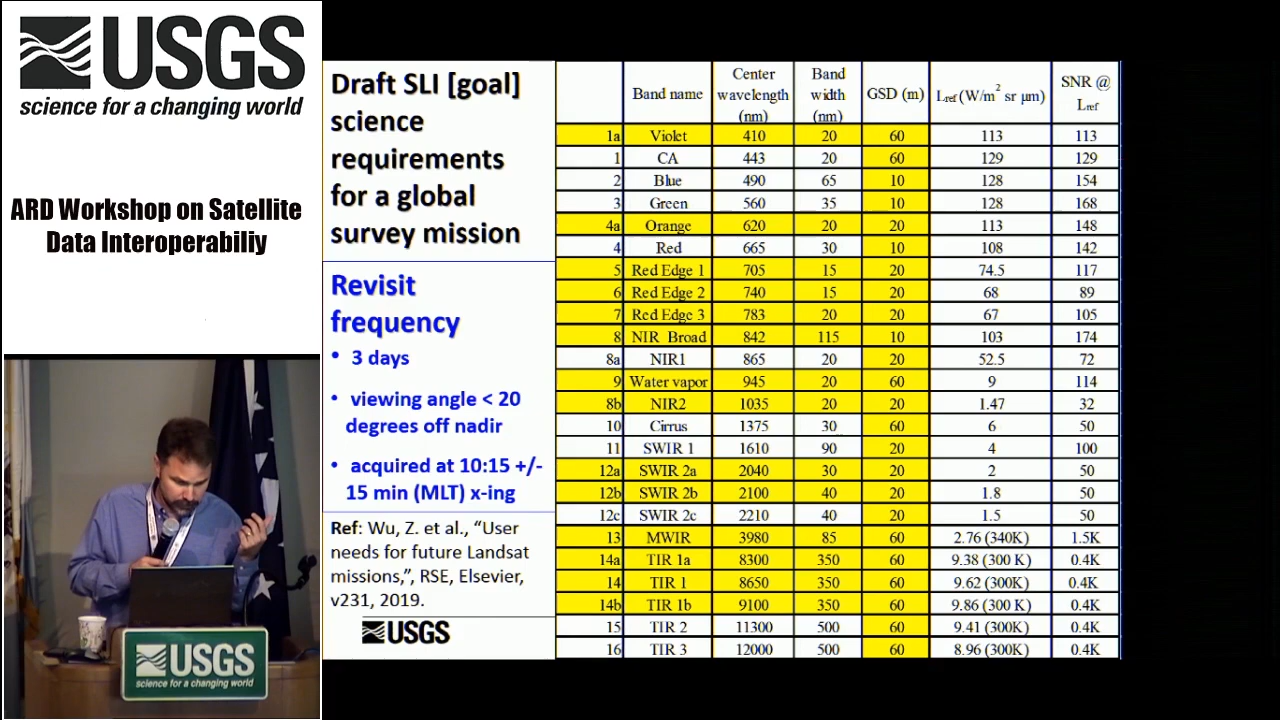 USGS
science for a changing world
ARD Workshop on Satellite
Data Interoperabiliy
Draft SLI [goal]
science
requirements
for a global
survey mission
Revisit
frequency
• 3 days
• viewing angle < 20
degrees off nadir
• acquired at 10:15 +/-
15 min (MLT) x-ing
Ref: Wu, Z. et al., “User
needs for future Landsat
missions,”, RSE, Elsevier,
v231, 2019.
USGS
Band name Center wavelength (nm) Band width (nm) GSD (m) Lref (W/m2 sr µm) SNR @ Lref
1a Violet 410 20 60 113 113
1 CA 443 20 60 129 129
2 Blue 490 65 10 128 154
3 Green 560 35 10 128 168
4a Orange 620 20 20 113 148
4 Red 665 30 10 108 142
5 Red Edge 1 705 15 20 74.5 117
6 Red Edge 2 740 15 20 68 89
7 Red Edge 3 783 20 20 67 105
8 NIR Broad 842 115 10 103 174
8a NIR1 865 20 20 52.5 72
9 Water vapor 945 20 60 9 114
8b NIR2 1035 20 20 1.47 32
10 Cirrus 1375 30 60 6 50
11 SWIR 1 1610 90 20 4 100
12a SWIR 2a 2040 30 20 2 50
12b SWIR 2b 2100 40 20 1.8 50
12c SWIR 2c 2210 40 20 1.5 50
13 MWIR 3980 85 60 2.76 (340K) 1.5K
14a TIR 1a 8300 350 60 9.38 (300 K) 0.4K
14 TIR 1 8650 350 60 9.62 (300K) 0.4K
14b TIR 1b 9100 350 60 9.86 (300 K) 0.4K
15 TIR 2 11300 500 60 9.41 (300K) 0.4K
16 TIR 3 12000 500 60 8.96 (300K) 0.4K
USGS
science for a changing world